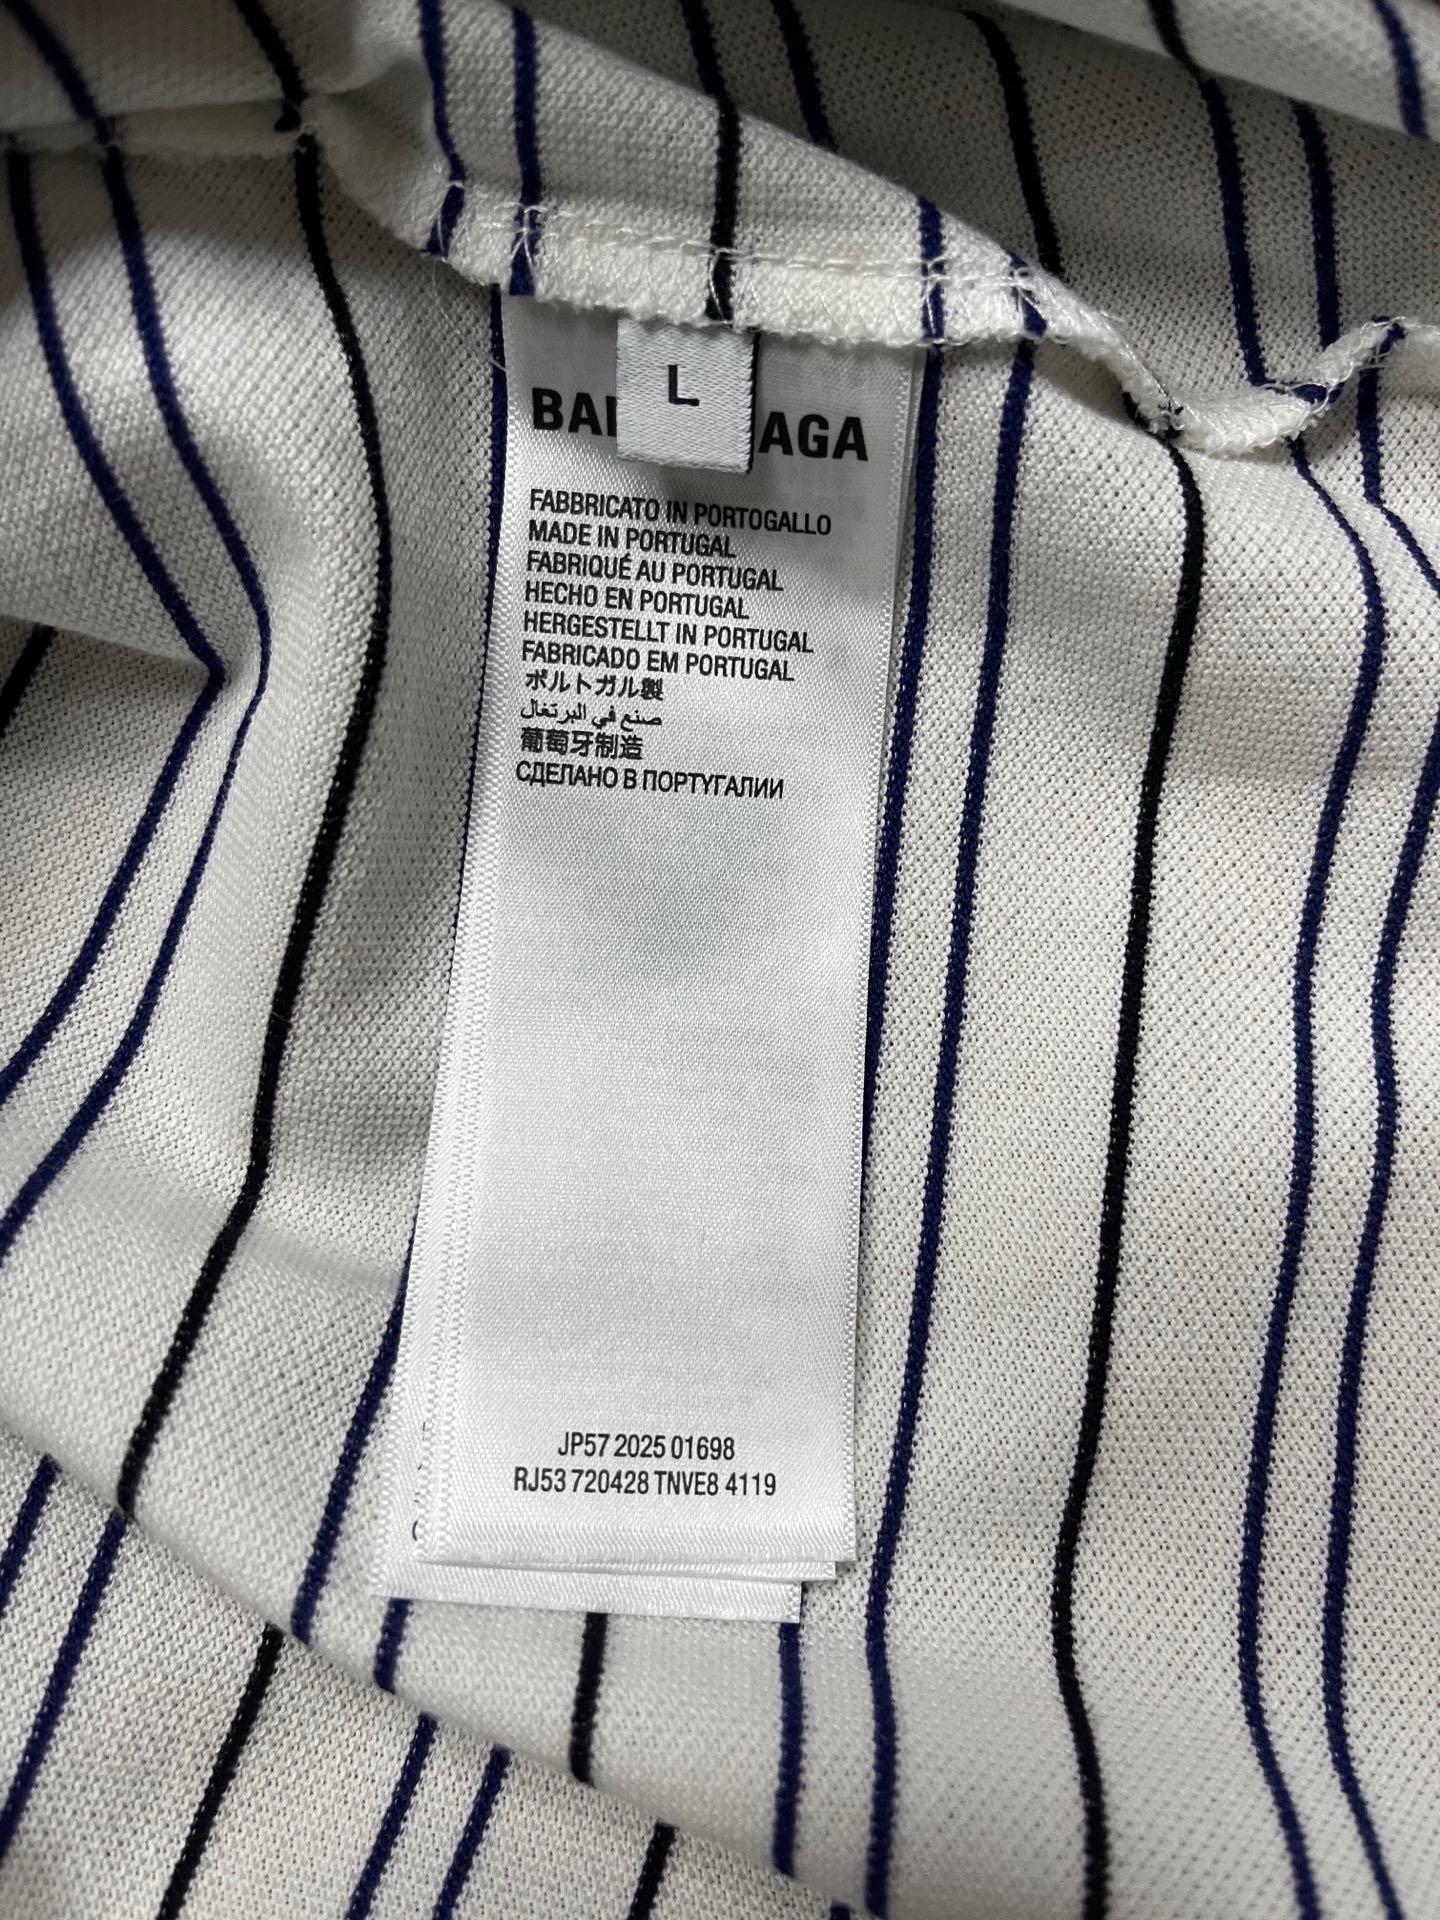 L
BAL AGA
FABBRICATO IN PORTOGALLO
MADE IN PORTUGAL
FABRIQUÉ AU PORTUGAL
HECHO EN PORTUGAL
HERGESTELLT IN PORTUGAL
FABRICADO EM PORTUGAL
ポルトガル製
صنع في البرتغال
葡萄牙制造
СДЕЛАНО В ПОРТУГАЛИИ
JP57 2025 01698
RJ53 720428 TNVE8 4119